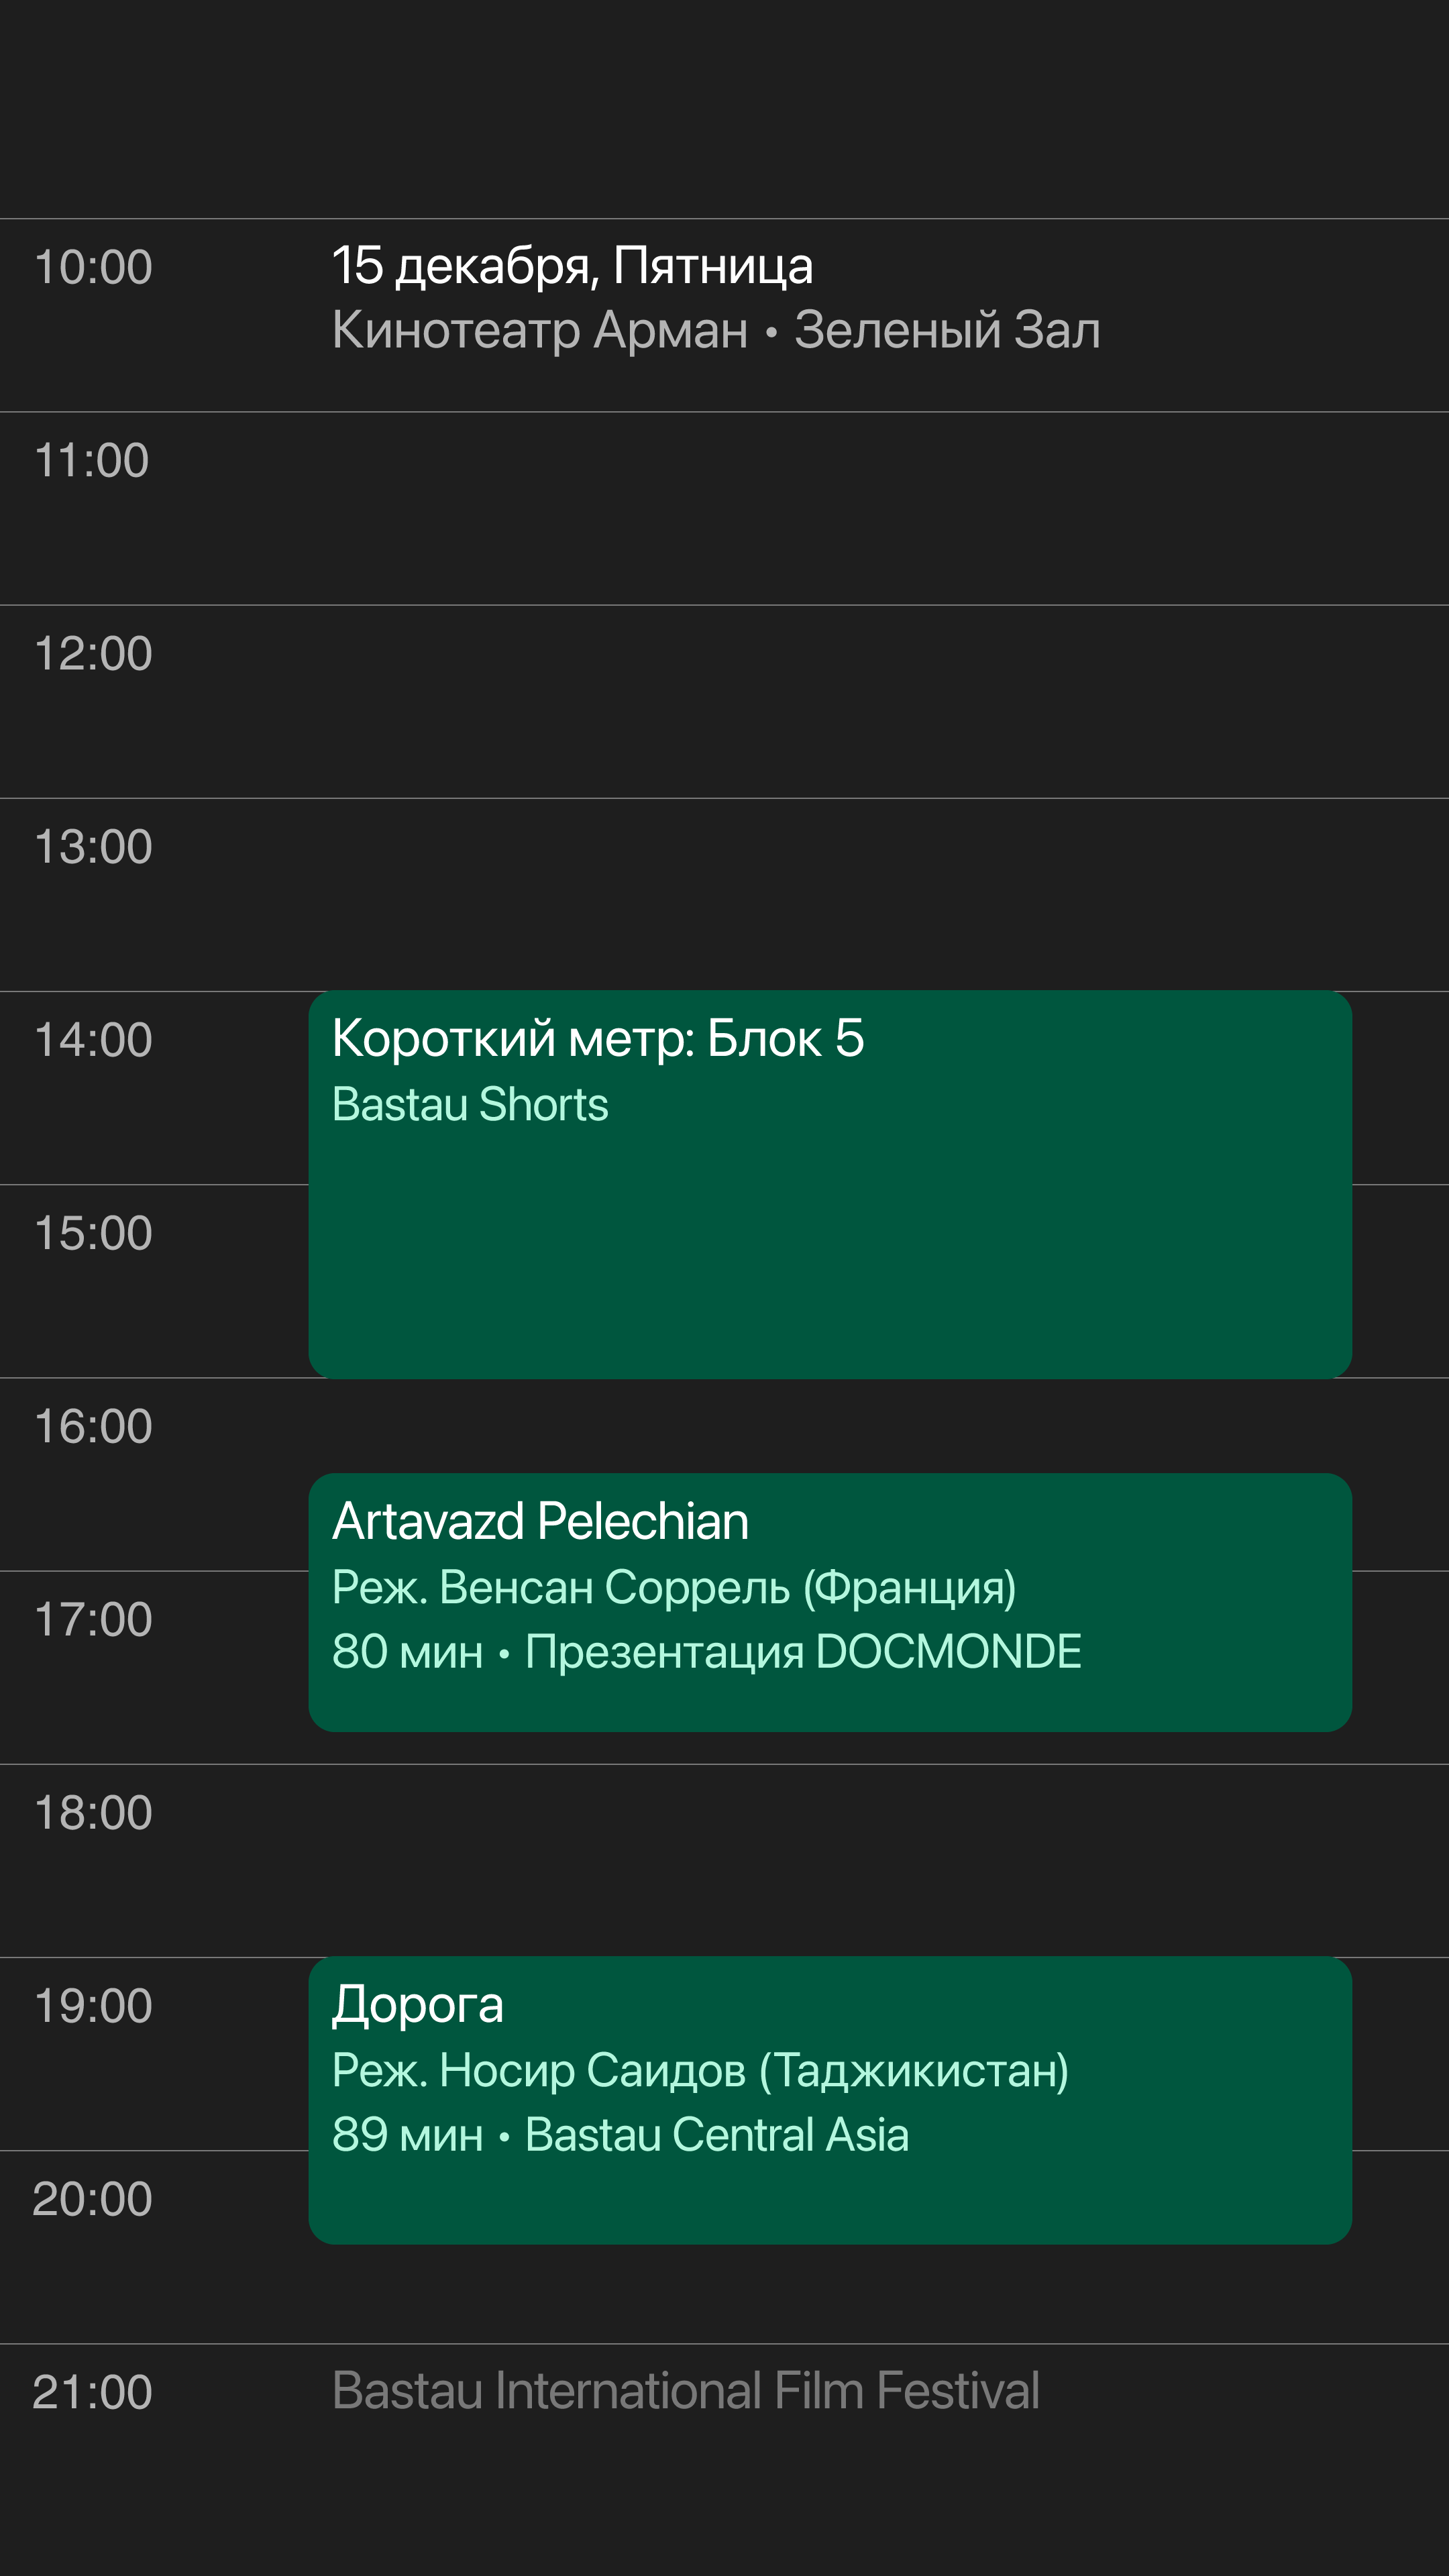 10:00
15 декабря, Пятница
Кинотеатр Арман • Зеленый Зал
11:00
12:00
13:00
14:00
Короткий метр: Блок 5
Bastau Shorts
15:00
16:00
Artavazd Pelechian
Реж. Венсан Соррель (Франция)
17:00
80 мин • Презентация DOCMONDE
18:00
19:00
Дорога
Реж. Носир Саидов (Таджикистан)
89 мин • Bastau Central Asia
20:00
21:00
Bastau International Film Festival